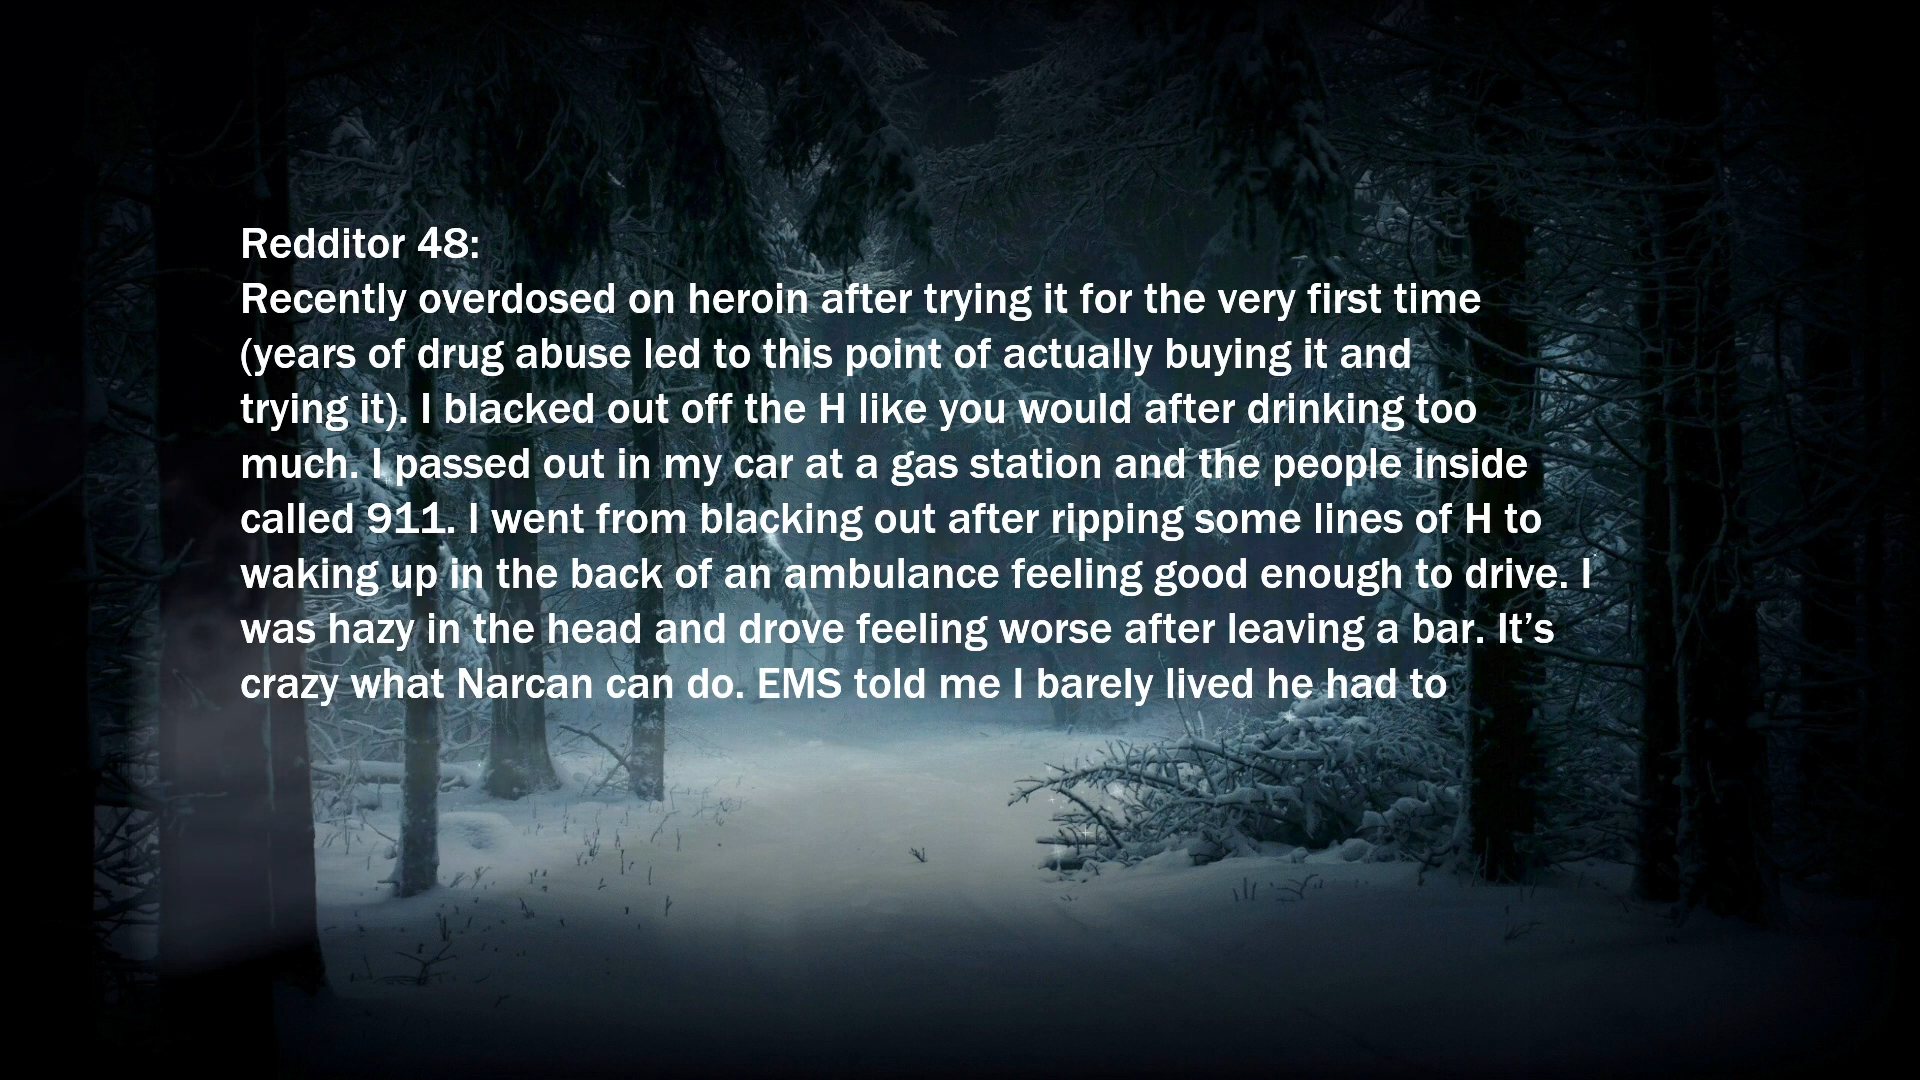 Redditor 48:
Recently overdosed on heroin after trying it for the very first time
(years of drug abuse led to this point of actually buying it and
trying it). I blacked out off the H like you would after drinking too
much. I passed out in my car at a gas station and the people inside
called 911. I went from blacking out after ripping some lines of H to
waking up in the back of an ambulance feeling good enough to drive. I
was hazy in the head and drove feeling worse after leaving a bar. It’s
crazy what Narcan can do. EMS told me I barely lived he had to